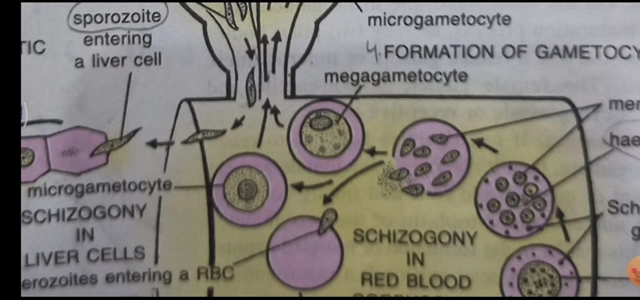 sporozoite
entering
a liver cell
TIC
microgametocyte
4. FORMATION OF GAMETOCY
megagametocyte
mer
hae
microgametocyte
SCHIZOGONY
IN
LIVER CELLS
erozoites entering a RBC
SCHIZOGONY
IN
RED BLOOD
Sch
g